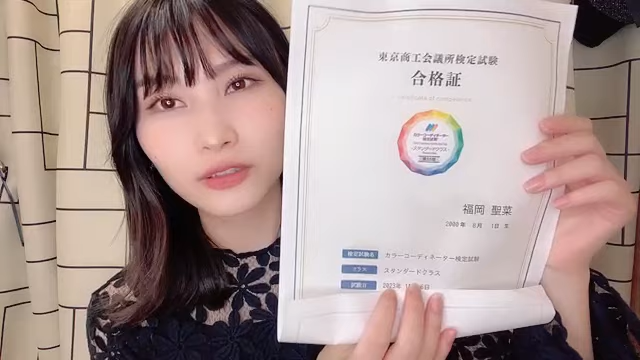 東京商工会議所検定試験
合格証
カラーコーディネーター
検定試験
スタンダードクラス
福岡 聖菜
2000年 8月 1日 生
検定試験名 カラーコーディネーター検定試験
クラス スタンダードクラス
試験日 2023年